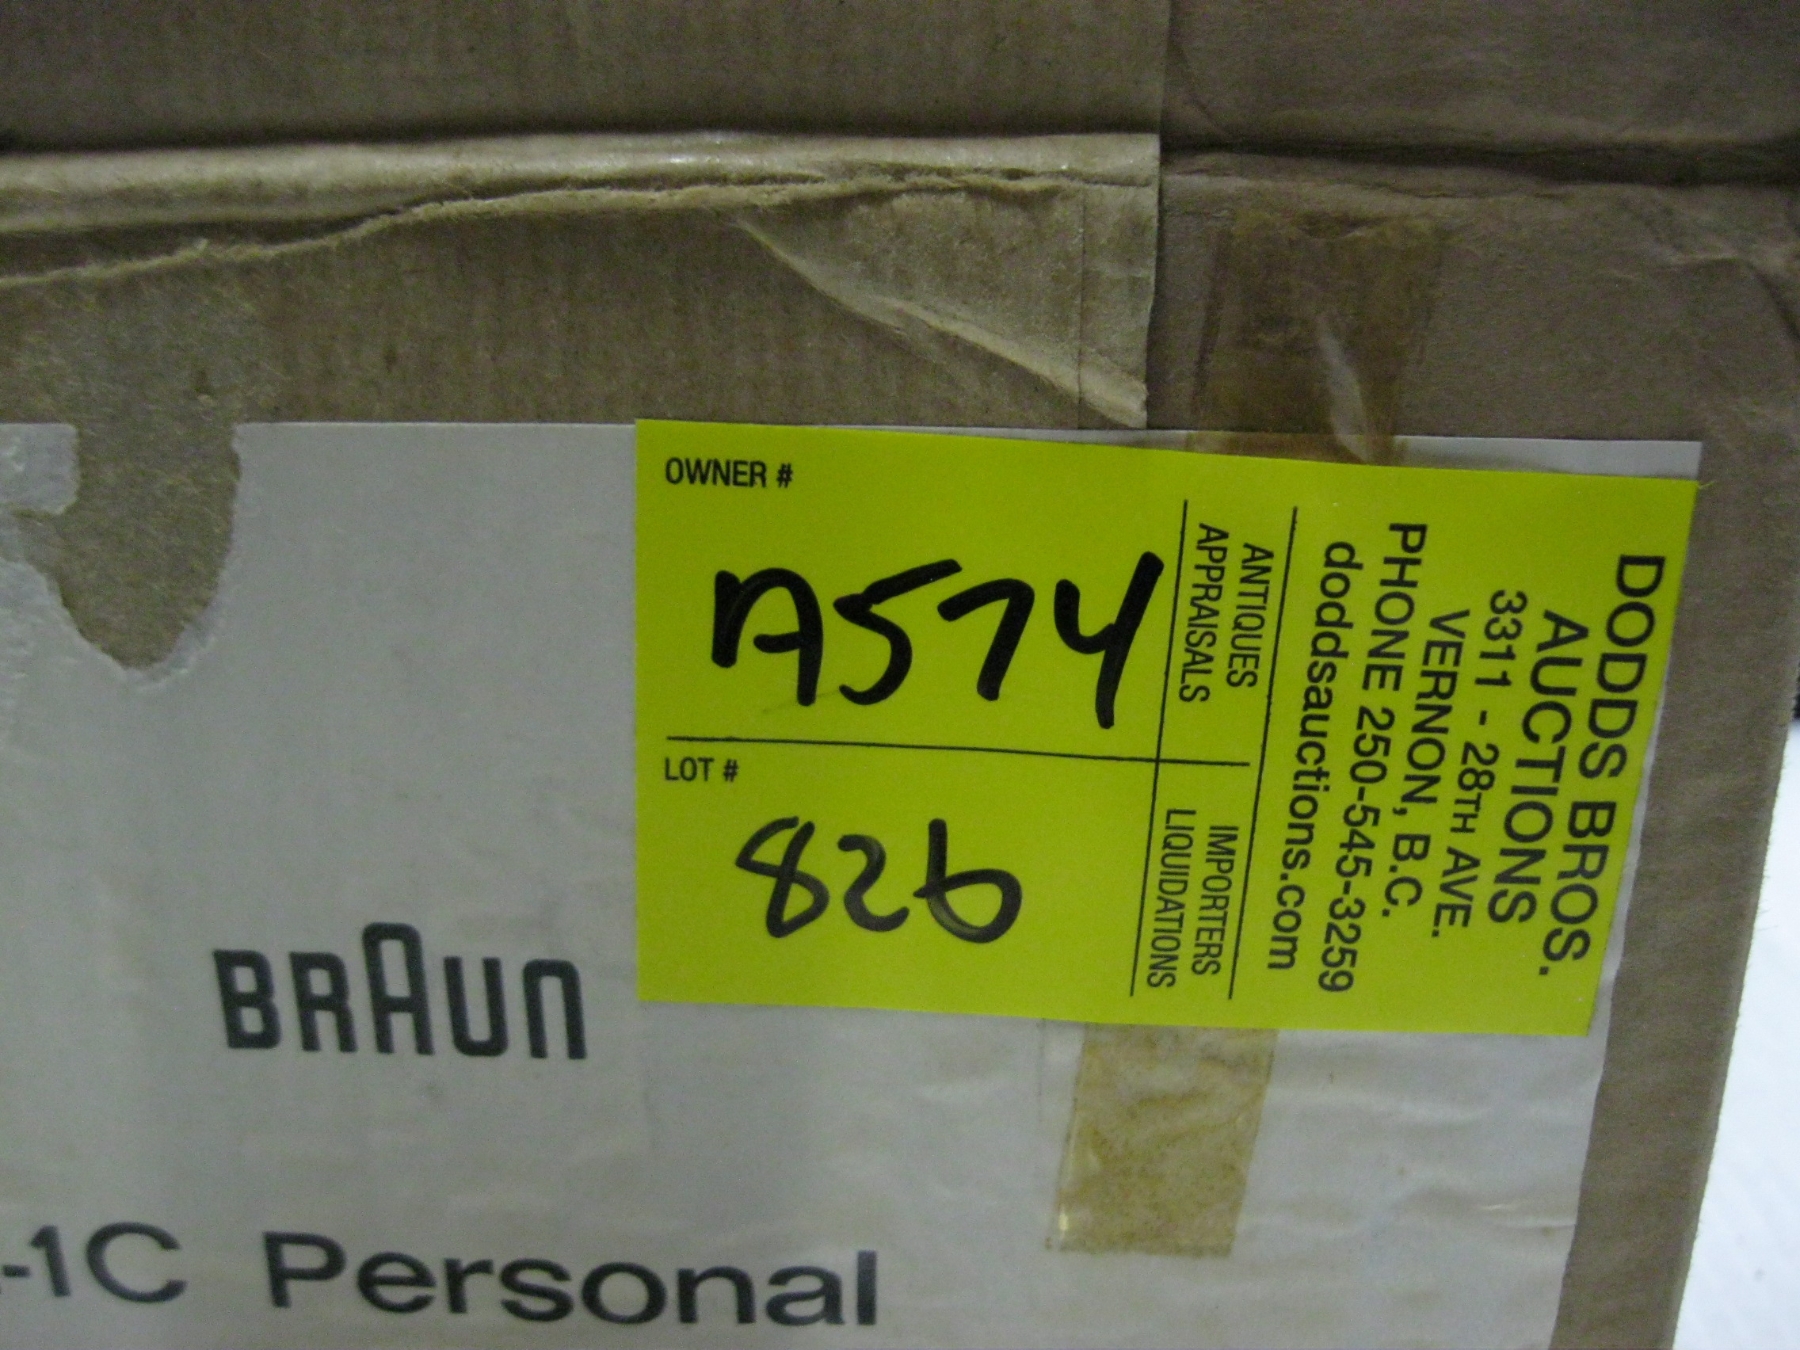 OWNER #
A574
LOT #
826
ANTIQUES
APPRAISALS
IMPORTERS
LIQUIDATIONS
DODDS BROS.
AUCTIONS
3311 - 28TH AVE.
VERNON, B.C.
PHONE 250-545-3259
doddsauctions.com
BRAUN
-1C Personal